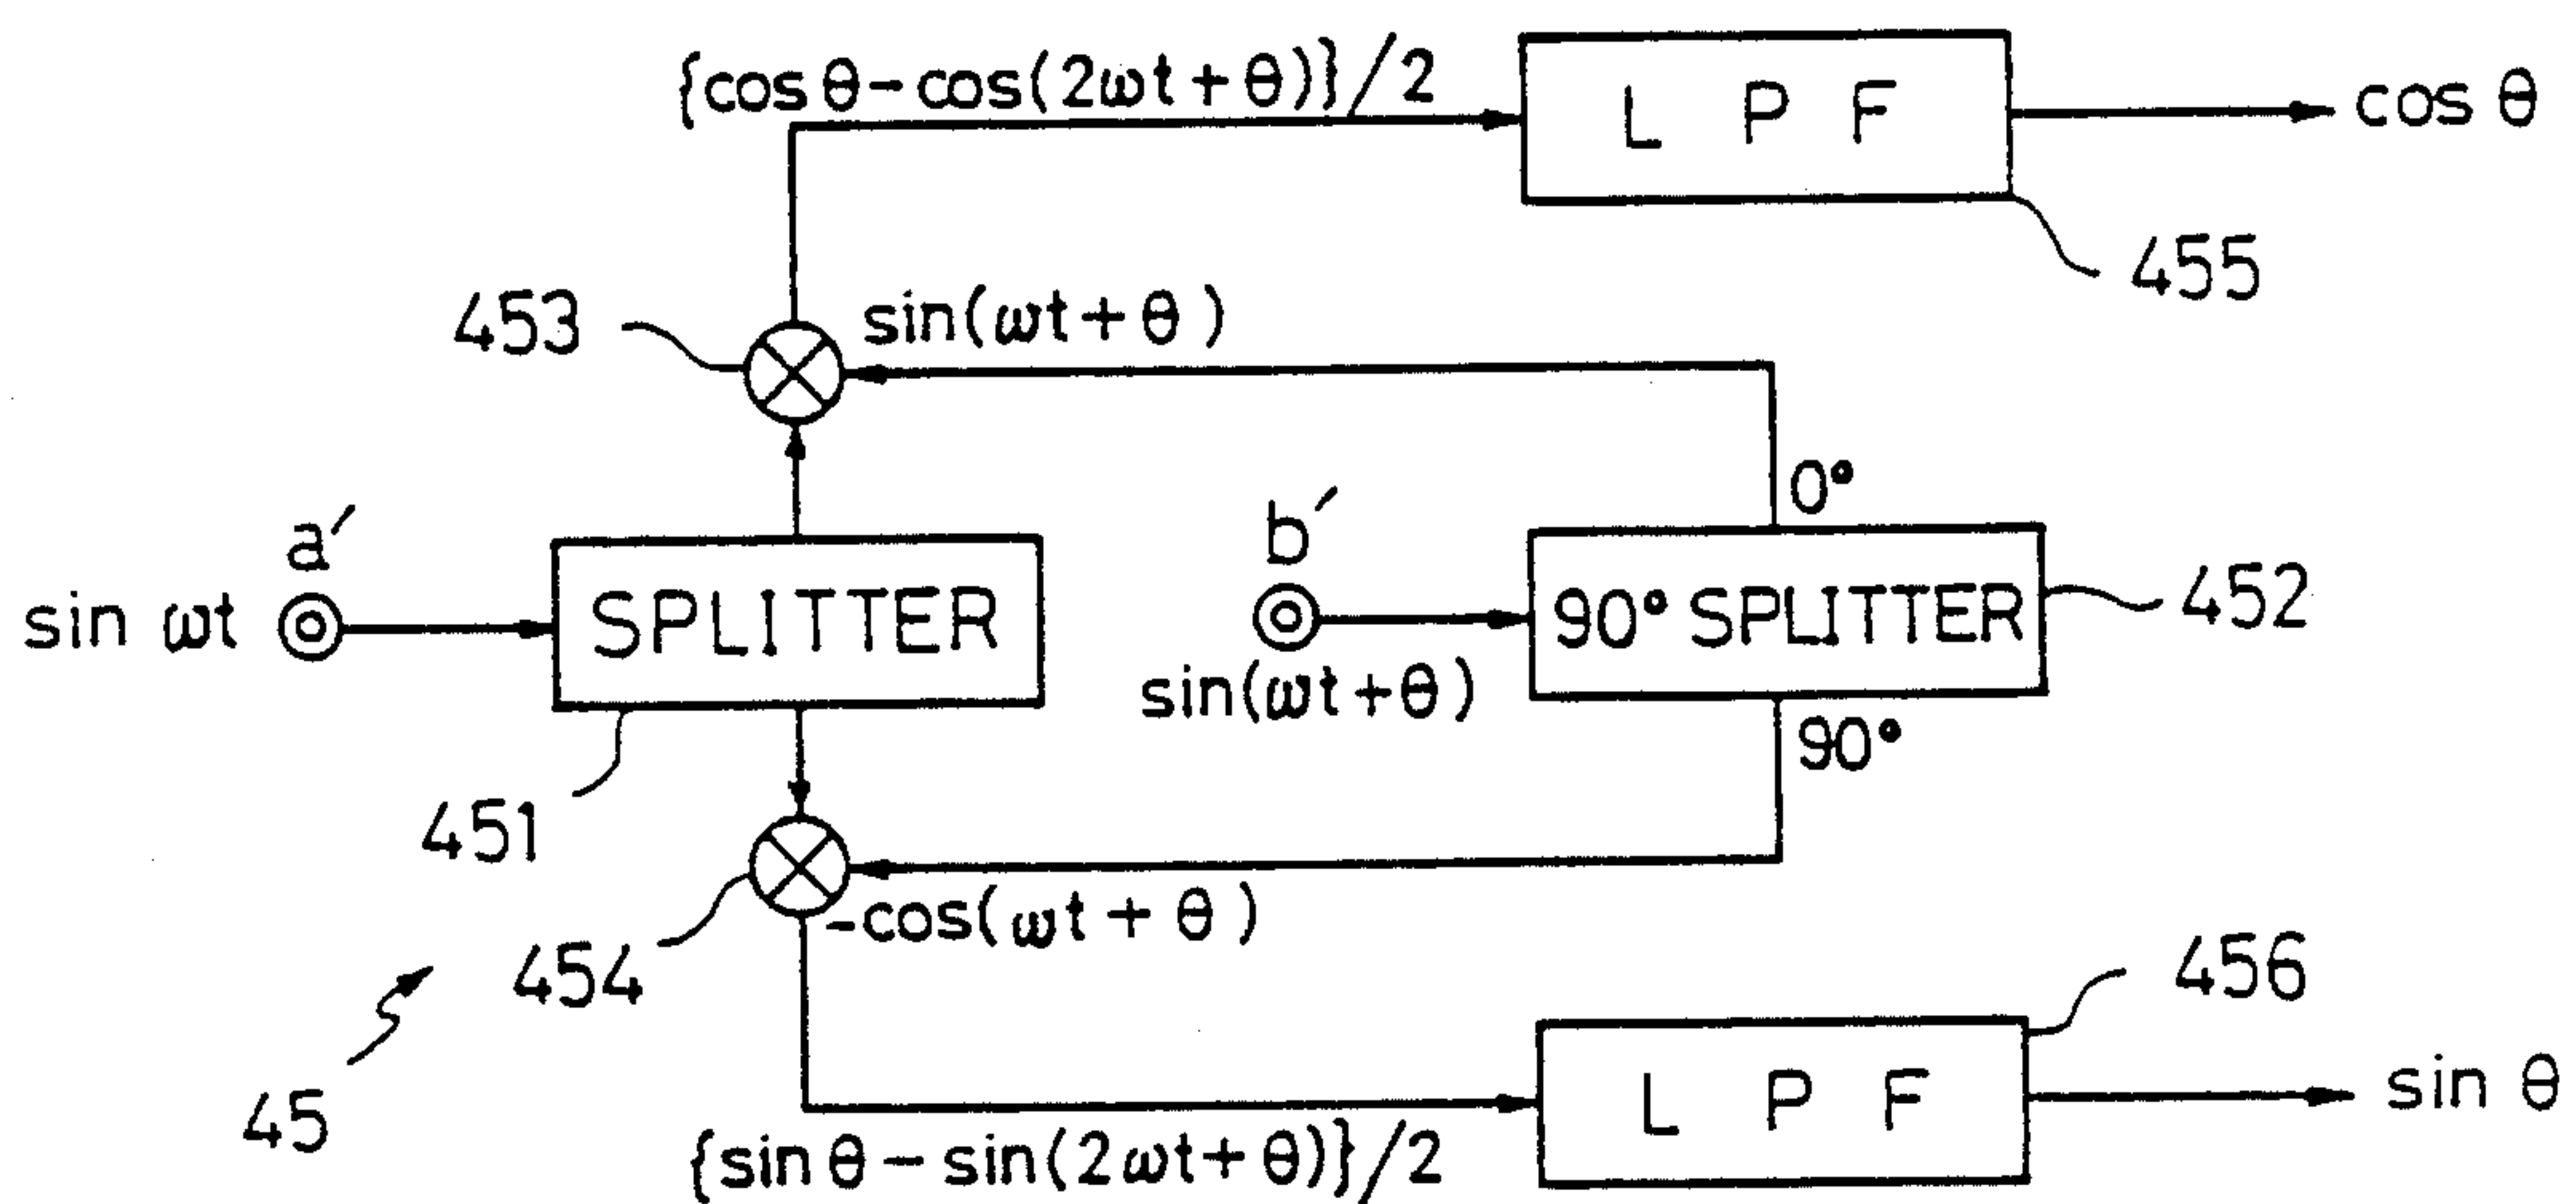 {cos θ-cos(2ωt+θ)}/2
L P F
cos θ
455
453
sin(ωt+θ)
0°
a′
b′
sin ωt
SPLITTER
90° SPLITTER
452
sin(ωt+θ)
90°
451
-cos(ωt+θ)
454
456
45
L P F
sin θ
{sin θ-sin(2ωt+θ)}/2